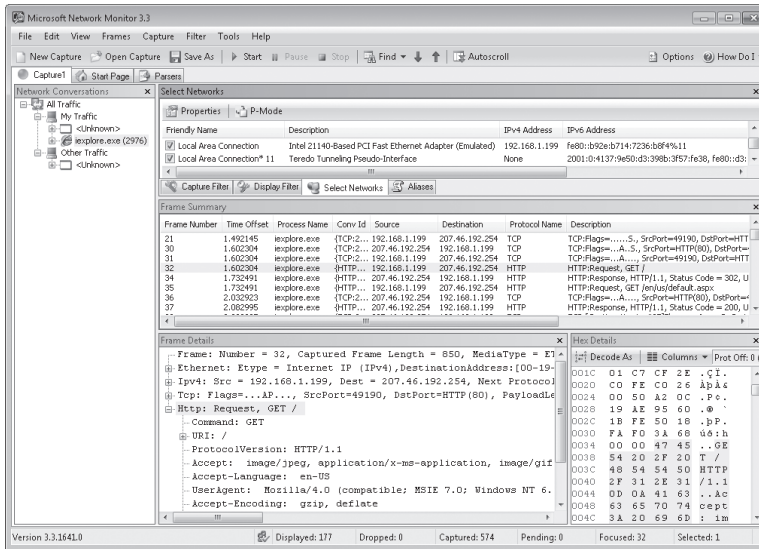 Microsoft Network Monitor 3.3
File Edit View Frames Capture Filter Tools Help
New Capture Open Capture Save As Start Pause Stop Find Autoscroll Options How Do I
Capture1 Start Page Parsers
Network Conversations
All Traffic
My Traffic
<Unknown>
iexplore.exe (2976)
Other Traffic
<Unknown>
Select Networks
Properties P-Mode
Friendly Name Description IPv4 Address IPv6 Address
Local Area Connection Intel 21140-Based PCI Fast Ethernet Adapter (Emulated) 192.168.1.199 fe80::b92e:b714:7236:b8f4%11
Local Area Connection* 11 Teredo Tunneling Pseudo-Interface None 2001:0:4137:9e50:d3:398b:3f57:fe38, fe80::d3:
Capture Filter Display Filter Select Networks Aliases
Frame Summary
Frame Number Time Offset Process Name Conv Id Source Destination Protocol Name Description
21 1.492145 iexplore.exe {TCP:2... 192.168.1.199 207.46.192.254 TCP TCP:Flags=......S., SrcPort=49190, DstPort=HTT
30 1.602304 iexplore.exe {TCP:2... 207.46.192.254 192.168.1.199 TCP TCP:Flags=...A..S., SrcPort=HTTP(80), DstPort=
31 1.602304 iexplore.exe {TCP:2... 192.168.1.199 207.46.192.254 TCP TCP:Flags=...A...., SrcPort=49190, DstPort=HTT
32 1.602304 iexplore.exe {HTTP... 192.168.1.199 207.46.192.254 HTTP HTTP:Request, GET /
34 1.732491 iexplore.exe {HTTP... 207.46.192.254 192.168.1.199 HTTP HTTP:Response, HTTP/1.1, Status Code = 302, U
35 1.732491 iexplore.exe {HTTP... 192.168.1.199 207.46.192.254 HTTP HTTP:Request, GET /en/us/default.aspx
36 2.032923 iexplore.exe {TCP:2... 207.46.192.254 192.168.1.199 TCP TCP:Flags=...A...., SrcPort=HTTP(80), DstPort=
37 2.082995 iexplore.exe {HTTP... 207.46.192.254 192.168.1.199 HTTP HTTP:Response, HTTP/1.1, Status Code = 200, U
Frame Details
Frame: Number = 32, Captured Frame Length = 850, MediaType = ET
Ethernet: Etype = Internet IP (IPv4),DestinationAddress:[00-19-
Ipv4: Src = 192.168.1.199, Dest = 207.46.192.254, Next Protocol
Tcp: Flags=...AP..., SrcPort=49190, DstPort=HTTP(80), PayloadLe
Http: Request, GET /
Command: GET
URI: /
ProtocolVersion: HTTP/1.1
Accept: image/jpeg, application/x-ms-application, image/gif
Accept-Language: en-US
UserAgent: Mozilla/4.0 (compatible; MSIE 7.0; Windows NT 6.
Accept-Encoding: gzip, deflate
Hex Details
Decode As Columns Prot Off: 0 (
001C 01 C7 CF 2E .ÇÏ.
0020 C0 FE C0 26 ÀþÀ&
0024 00 50 A2 0C .P¢.
0028 19 AE 95 60 .®
002C 1B FE 50 18 .þP.
0030 FA F0 3A 68 úð:h
0034 00 00 47 45 ..GE
0038 54 20 2F 20 T /
003C 48 54 54 50 HTTP
0040 2F 31 2E 31 /1.1
0044 0D 0A 41 63 ..Ac
0048 63 65 70 74 cept
004C 3A 20 69 6D : im
Version 3.3.1641.0 Displayed: 177 Dropped: 0 Captured: 574 Pending: 0 Focused: 32 Selected: 1